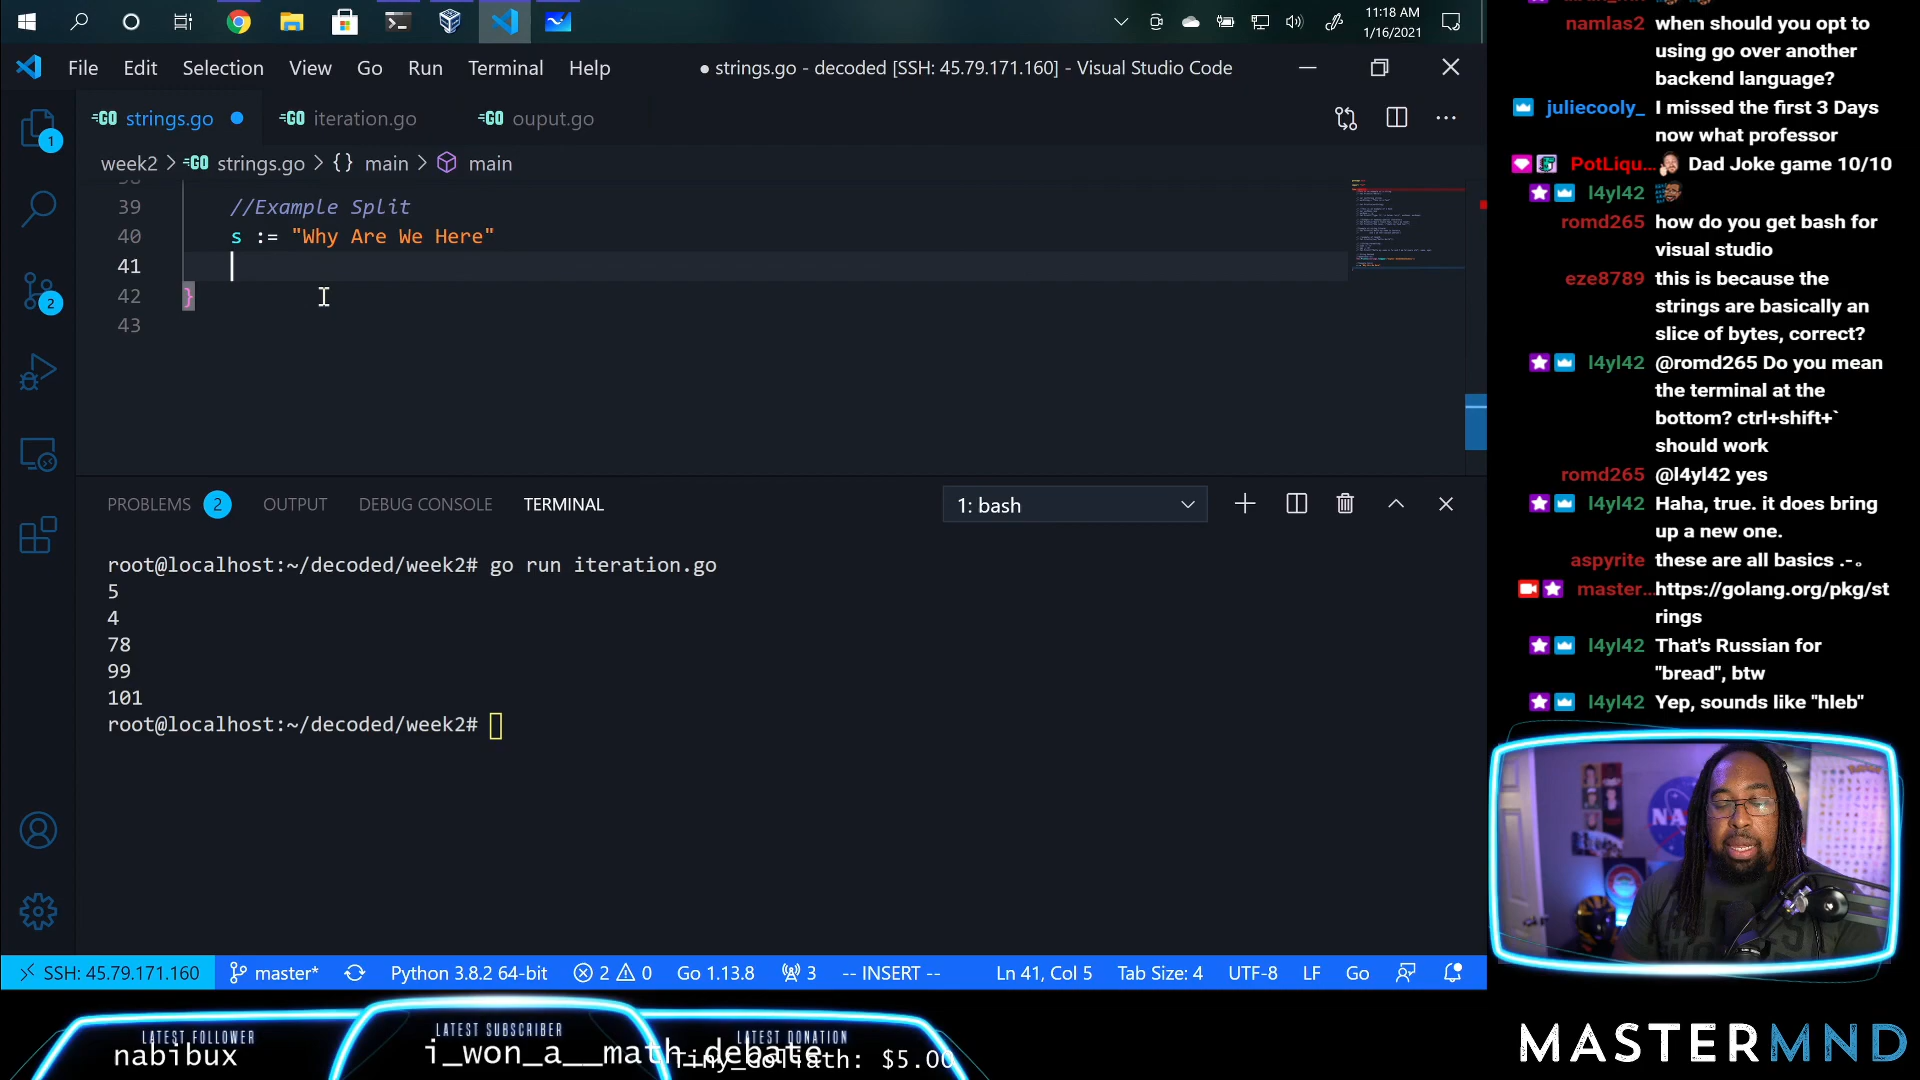 11:18 AM
1/16/2021
File Edit Selection View Go Run Terminal Help
● strings.go - decoded [SSH: 45.79.171.160] - Visual Studio Code
strings.go
iteration.go
ouput.go
week2 > strings.go > {} main > main
39 //Example Split
40 s := "Why Are We Here"
41
42 }
43
1
2
PROBLEMS 2 OUTPUT DEBUG CONSOLE TERMINAL
1: bash
root@localhost:~/decoded/week2# go run iteration.go
5
4
78
99
101
root@localhost:~/decoded/week2#
SSH: 45.79.171.160 master* Python 3.8.2 64-bit 2 0 Go 1.13.8 3 -- INSERT -- Ln 41, Col 5 Tab Size: 4 UTF-8 LF Go
namlas2 when should you opt to
using go over another
backend language?
juliecooly_ I missed the first 3 Days
now what professor
PotLiqu... Dad Joke game 10/10
l4yl42
romd265 how do you get bash for
visual studio
eze8789 this is because the
strings are basically an
slice of bytes, correct?
l4yl42 @romd265 Do you mean
the terminal at the
bottom? ctrl+shift+`
should work
romd265 @l4yl42 yes
l4yl42 Haha, true. it does bring
up a new one.
aspyrite these are all basics .-。
master... https://golang.org/pkg/st
rings
l4yl42 That's Russian for
"bread", btw
l4yl42 Yep, sounds like "hleb"
NASA
LATEST FOLLOWER
nabibux
LATEST SUBSCRIBER
i_won_a__math_debate
LATEST DONATION
Tiny_Goliath: $5.00
MASTERMND